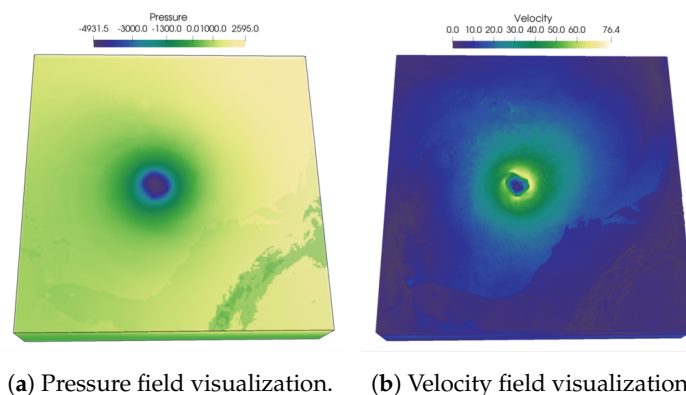 Pressure
-4931.5 -3000.0 -1300.0 0.01000.0 2595.0
Velocity
0.0 10.0 20.0 30.0 40.0 50.0 60.0 76.4
(a) Pressure field visualization.
(b) Velocity field visualization